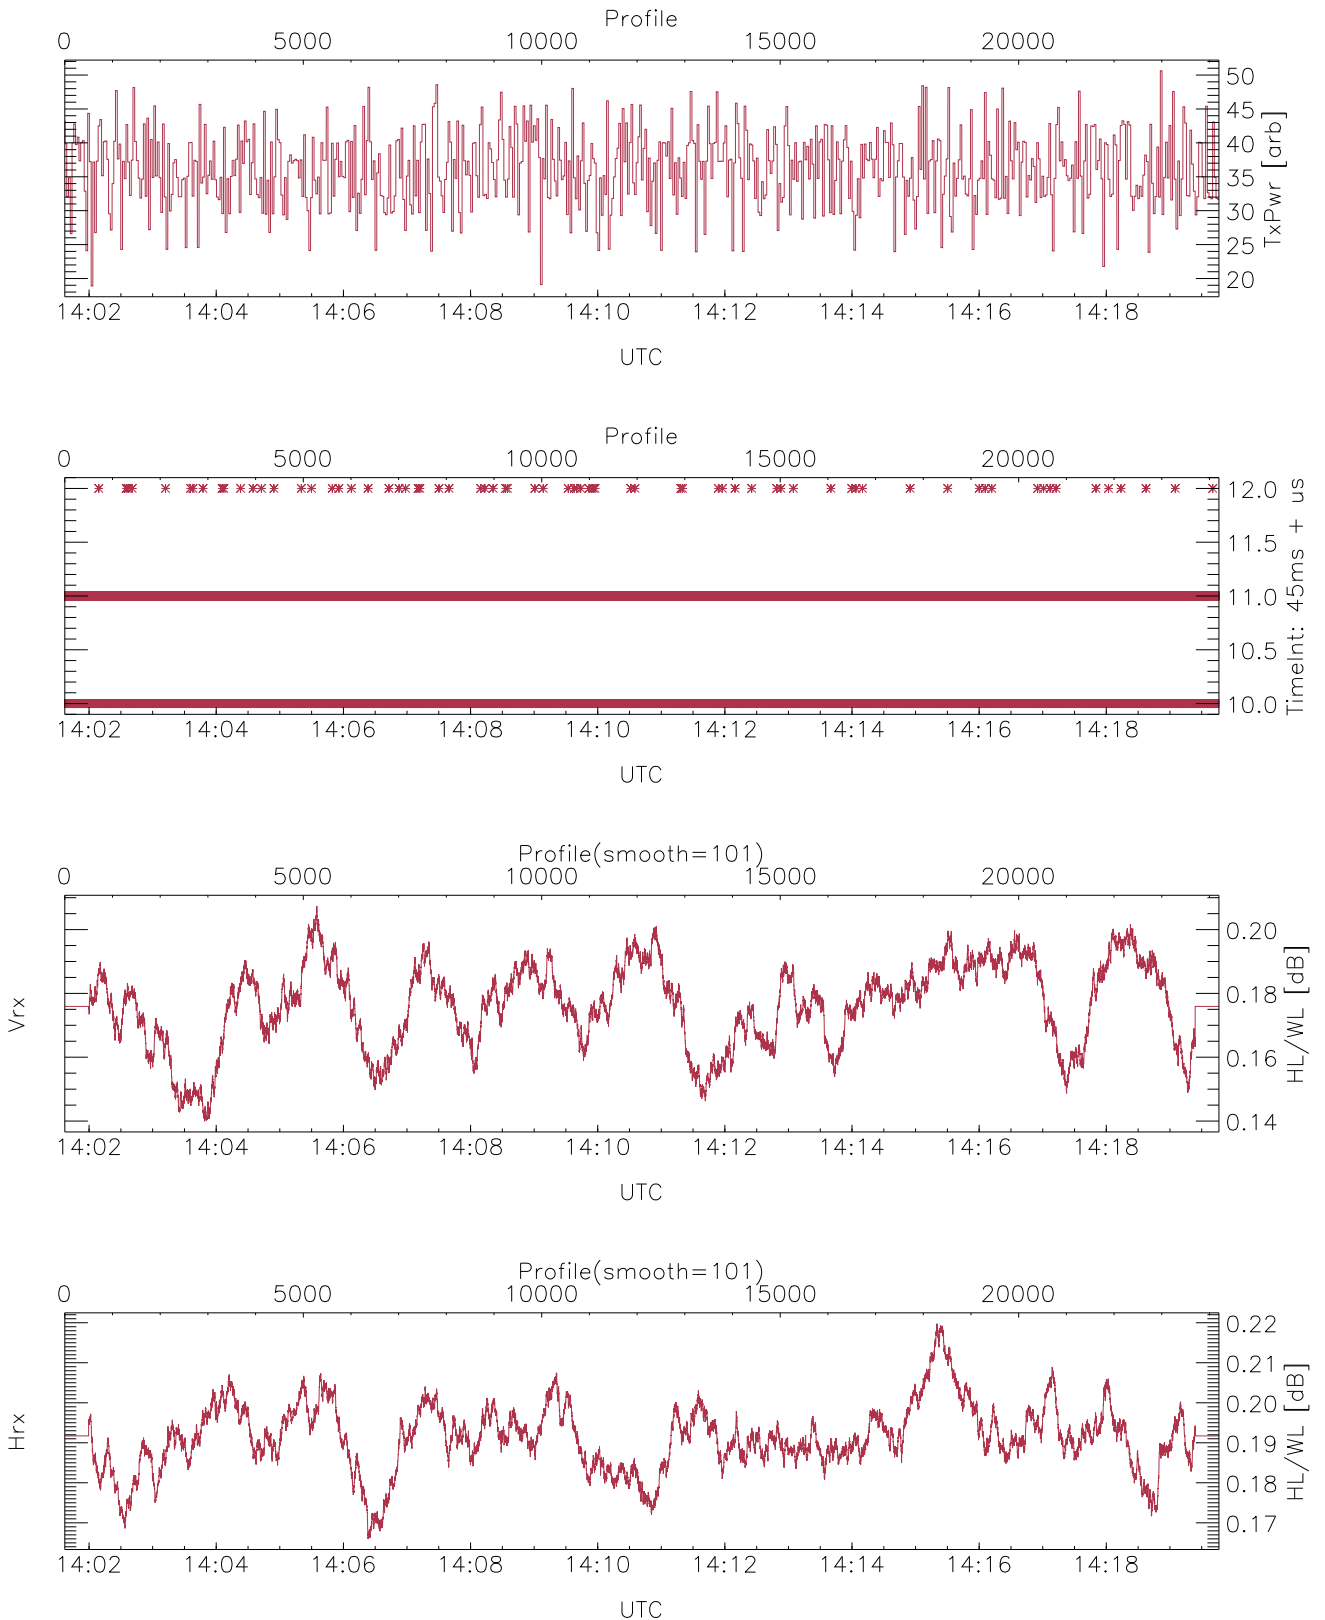 Profile
0 5000 10000 15000 20000
50
45
40
35
30
25
20
TxPwr [arb]
14:02 14:04 14:06 14:08 14:10 14:12 14:14 14:16 14:18
UTC
Profile
0 5000 10000 15000 20000
12.0
11.5
11.0
10.5
10.0
TimeInt: 45ms + us
14:02 14:04 14:06 14:08 14:10 14:12 14:14 14:16 14:18
UTC
Profile(smooth=101)
0 5000 10000 15000 20000
Vrx
0.20
0.18
0.16
0.14
HL/WL [dB]
14:02 14:04 14:06 14:08 14:10 14:12 14:14 14:16 14:18
UTC
Profile(smooth=101)
0 5000 10000 15000 20000
Hrx
0.22
0.21
0.20
0.19
0.18
0.17
HL/WL [dB]
14:02 14:04 14:06 14:08 14:10 14:12 14:14 14:16 14:18
UTC